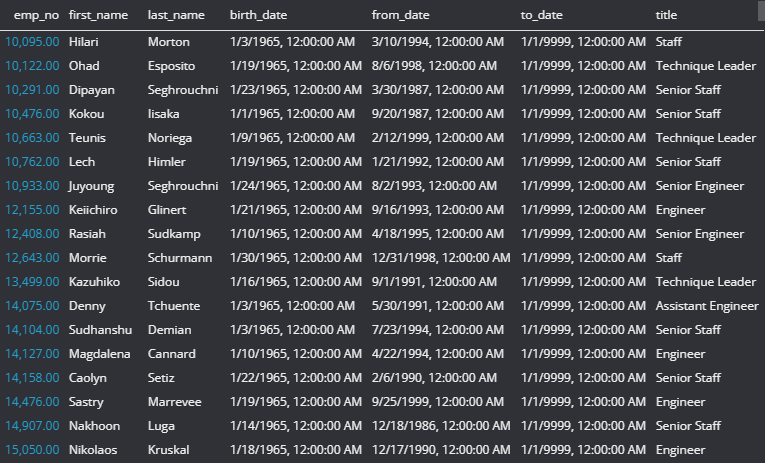 emp_no first_name last_name birth_date from_date to_date title
10,095.00 Hilari Morton 1/3/1965, 12:00:00 AM 3/10/1994, 12:00:00 AM 1/1/9999, 12:00:00 AM Staff
10,122.00 Ohad Esposito 1/19/1965, 12:00:00 AM 8/6/1998, 12:00:00 AM 1/1/9999, 12:00:00 AM Technique Leader
10,291.00 Dipayan Seghrouchni 1/23/1965, 12:00:00 AM 3/30/1987, 12:00:00 AM 1/1/9999, 12:00:00 AM Senior Staff
10,476.00 Kokou Iisaka 1/1/1965, 12:00:00 AM 9/20/1987, 12:00:00 AM 1/1/9999, 12:00:00 AM Senior Staff
10,663.00 Teunis Noriega 1/9/1965, 12:00:00 AM 2/12/1999, 12:00:00 AM 1/1/9999, 12:00:00 AM Technique Leader
10,762.00 Lech Himler 1/19/1965, 12:00:00 AM 1/21/1992, 12:00:00 AM 1/1/9999, 12:00:00 AM Senior Staff
10,933.00 Juyoung Seghrouchni 1/24/1965, 12:00:00 AM 8/2/1993, 12:00:00 AM 1/1/9999, 12:00:00 AM Senior Engineer
12,155.00 Keiichiro Glinert 1/21/1965, 12:00:00 AM 9/16/1993, 12:00:00 AM 1/1/9999, 12:00:00 AM Engineer
12,408.00 Rasiah Sudkamp 1/10/1965, 12:00:00 AM 4/18/1995, 12:00:00 AM 1/1/9999, 12:00:00 AM Senior Engineer
12,643.00 Morrie Schurmann 1/30/1965, 12:00:00 AM 12/31/1998, 12:00:00 AM 1/1/9999, 12:00:00 AM Staff
13,499.00 Kazuhiko Sidou 1/16/1965, 12:00:00 AM 9/1/1991, 12:00:00 AM 1/1/9999, 12:00:00 AM Technique Leader
14,075.00 Denny Tchuente 1/3/1965, 12:00:00 AM 5/30/1991, 12:00:00 AM 1/1/9999, 12:00:00 AM Assistant Engineer
14,104.00 Sudhanshu Demian 1/3/1965, 12:00:00 AM 7/23/1994, 12:00:00 AM 1/1/9999, 12:00:00 AM Senior Staff
14,127.00 Magdalena Cannard 1/10/1965, 12:00:00 AM 4/22/1994, 12:00:00 AM 1/1/9999, 12:00:00 AM Engineer
14,158.00 Caolyn Setiz 1/22/1965, 12:00:00 AM 2/6/1990, 12:00:00 AM 1/1/9999, 12:00:00 AM Senior Staff
14,476.00 Sastry Marrevee 1/19/1965, 12:00:00 AM 9/25/1999, 12:00:00 AM 1/1/9999, 12:00:00 AM Engineer
14,907.00 Nakhoon Luga 1/14/1965, 12:00:00 AM 12/18/1986, 12:00:00 AM 1/1/9999, 12:00:00 AM Senior Staff
15,050.00 Nikolaos Kruskal 1/18/1965, 12:00:00 AM 12/17/1990, 12:00:00 AM 1/1/9999, 12:00:00 AM Engineer